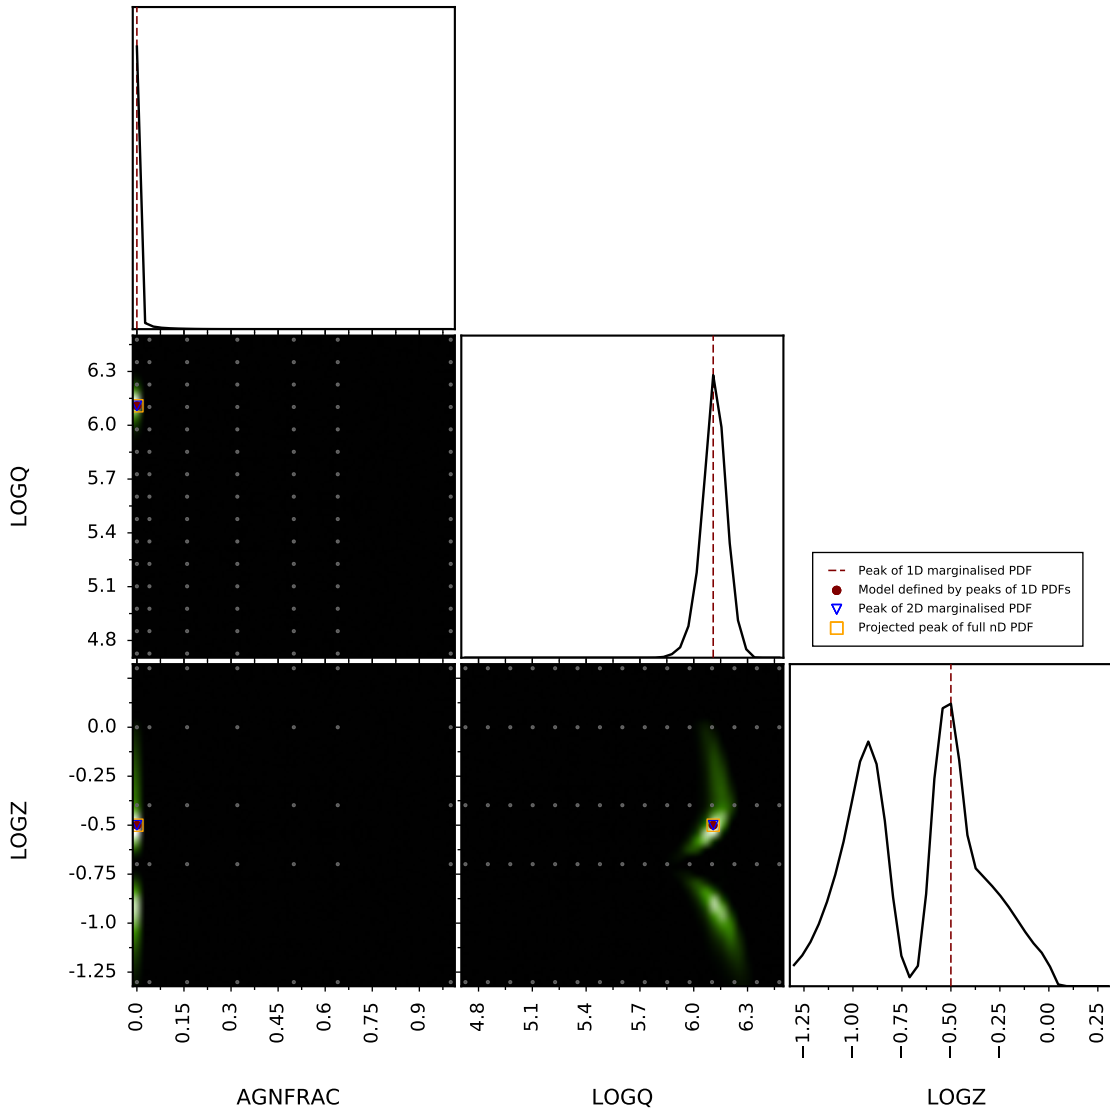 6.3
6.0
5.7
5.4
5.1
4.8
LOGQ
Peak of 1D marginalised PDF
Model defined by peaks of 1D PDFs
Peak of 2D marginalised PDF
Projected peak of full nD PDF
0.0
-0.25
-0.5
-0.75
-1.0
-1.25
LOGZ
0.0 0.15 0.3 0.45 0.6 0.75 0.9
4.8 5.1 5.4 5.7 6.0 6.3
−1.25 −1.00 −0.75 −0.50 −0.25 0.00 0.25
AGNFRAC LOGQ LOGZ